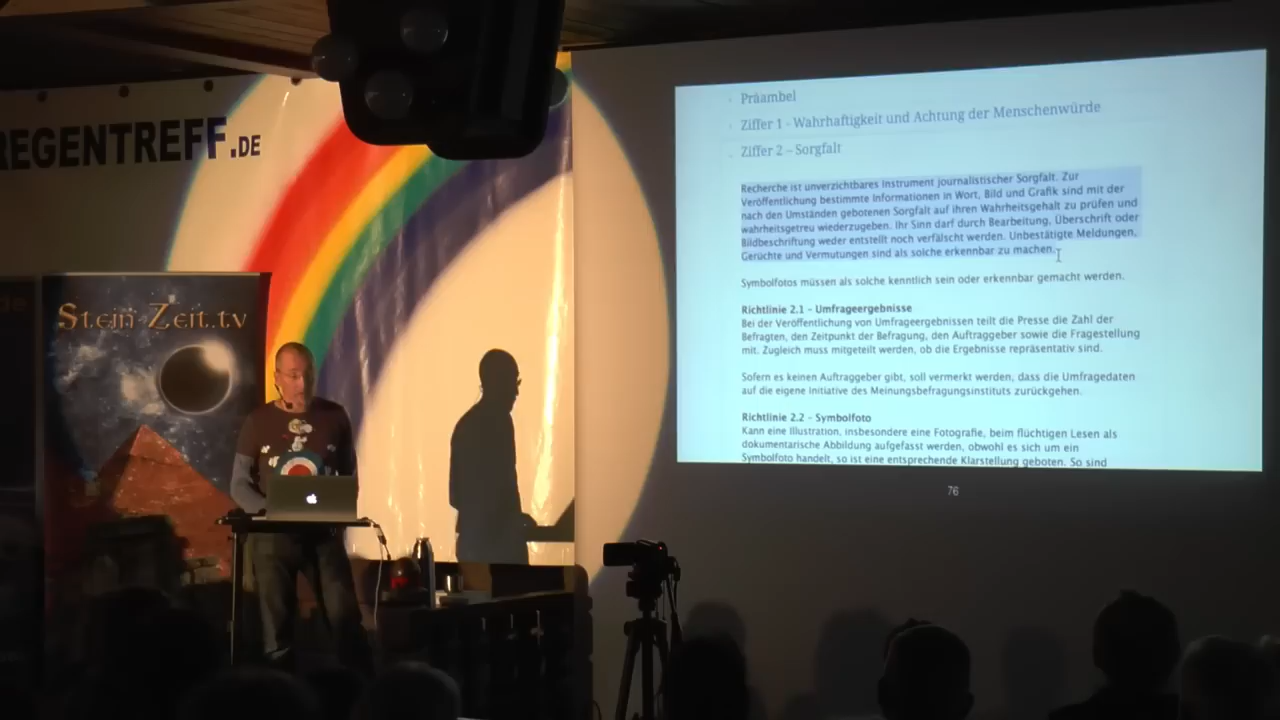 REGENTREFF.DE
Stein-Zeit.tv
Präambel
Ziffer 1 - Wahrhaftigkeit und Achtung der Menschenwürde
Ziffer 2 – Sorgfalt
Recherche ist unverzichtbares Instrument journalistischer Sorgfalt. Zur
Veröffentlichung bestimmte Informationen in Wort, Bild und Grafik sind mit der
nach den Umständen gebotenen Sorgfalt auf ihren Wahrheitsgehalt zu prüfen und
wahrheitsgetreu wiederzugeben. Ihr Sinn darf durch Bearbeitung, Überschrift oder
Bildbeschriftung weder entstellt noch verfälscht werden. Unbestätigte Meldungen,
Gerüchte und Vermutungen sind als solche erkennbar zu machen.
Symbolfotos müssen als solche kenntlich sein oder erkennbar gemacht werden.
Richtlinie 2.1 - Umfrageergebnisse
Bei der Veröffentlichung von Umfrageergebnissen teilt die Presse die Zahl der
Befragten, den Zeitpunkt der Befragung, den Auftraggeber sowie die Fragestellung
mit. Zugleich muss mitgeteilt werden, ob die Ergebnisse repräsentativ sind.
Sofern es keinen Auftraggeber gibt, soll vermerkt werden, dass die Umfragedaten
auf die eigene Initiative des Meinungsbefragungsinstituts zurückgehen.
Richtlinie 2.2 - Symbolfoto
Kann eine Illustration, insbesondere eine Fotografie, beim flüchtigen Lesen als
dokumentarische Abbildung aufgefasst werden, obwohl es sich um ein
Symbolfoto handelt, so ist eine entsprechende Klarstellung geboten. So sind
76